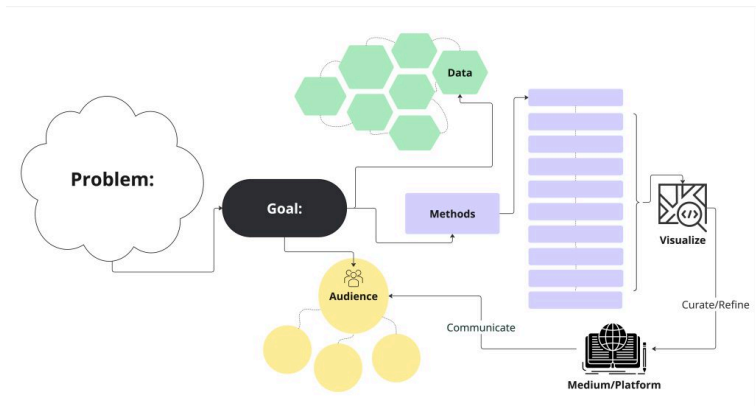 Problem:
Goal:
Data
Methods
Audience
Visualize
Curate/Refine
Communicate
Medium/Platform